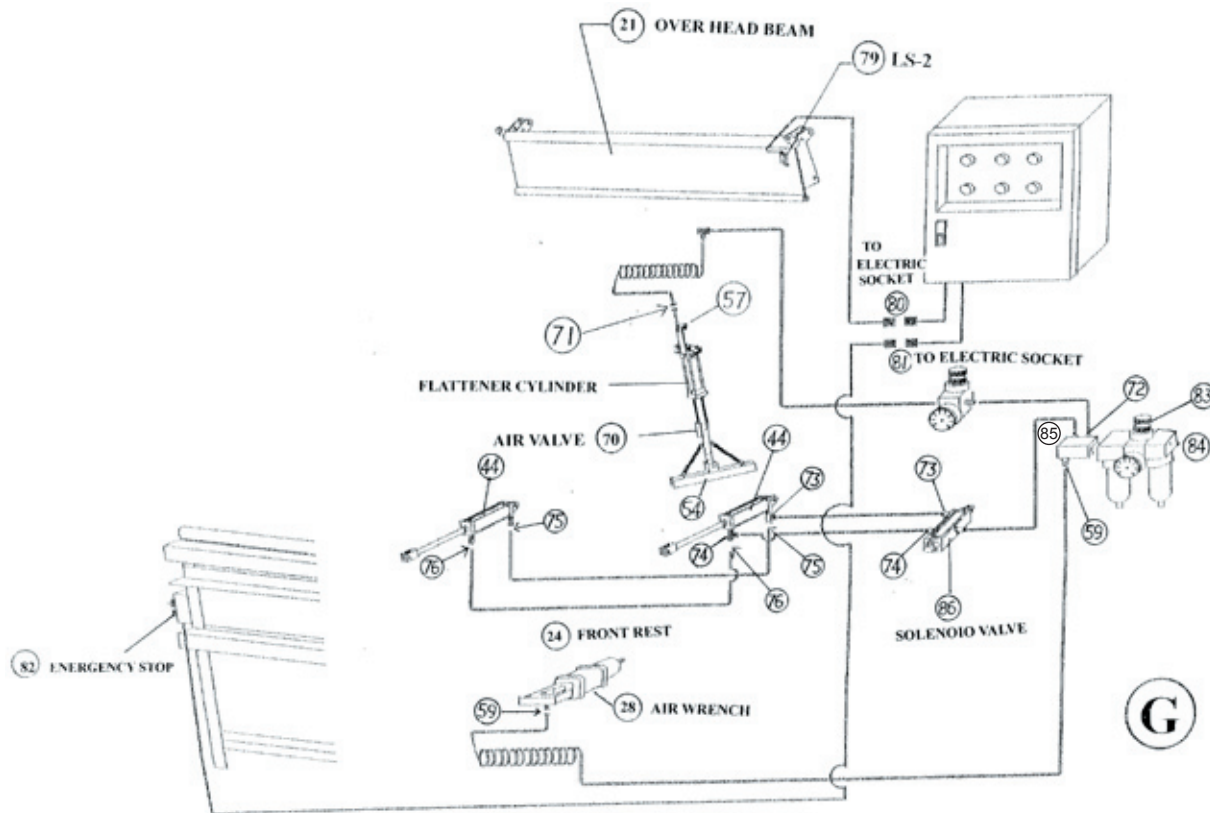 21 OVER HEAD BEAM
79 LS-2
TO
ELECTRIC
SOCKET
80
57
71
81 TO ELECTRIC SOCKET
FLATTENER CYLINDER
72
83
85
84
AIR VALVE 70
44
44
73
73
59
54
75
74
75
74
76
76
86
24 FRONT REST
SOLENOIO VALVE
82 ENERGENCY STOP
59
28 AIR WRENCH
G